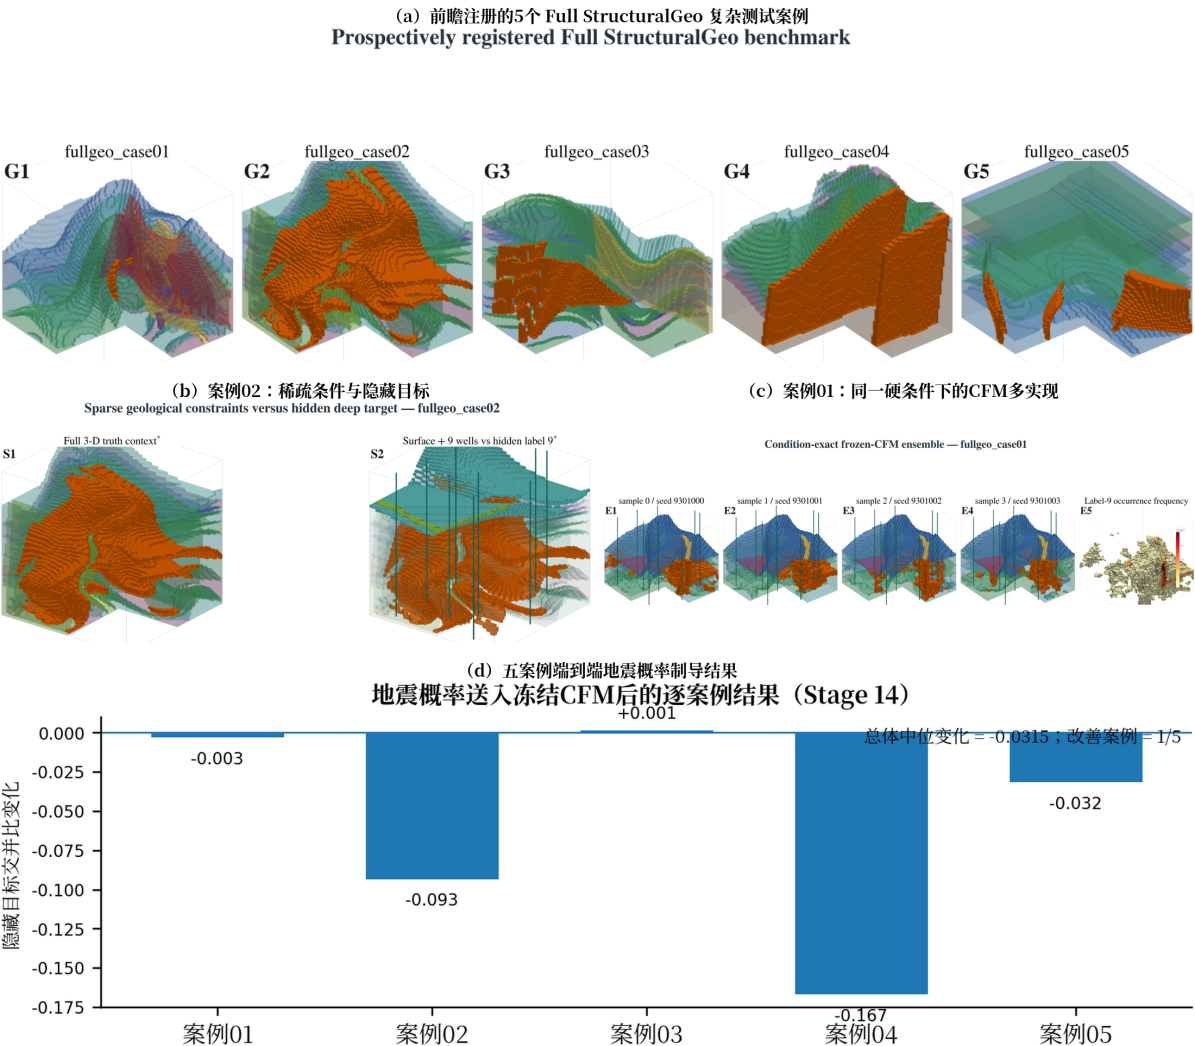 (a) 前瞻注册的5个 Full StructuralGeo 复杂测试案例
Prospectively registered Full StructuralGeo benchmark
fullgeo_case01
fullgeo_case02
fullgeo_case03
fullgeo_case04
fullgeo_case05
G1
G2
G3
G4
G5
(b) 案例02：稀疏条件与隐藏目标
Sparse geological constraints versus hidden deep target — fullgeo_case02
Full 3-D truth context*
S1
Surface + 9 wells vs hidden label 9*
S2
(c) 案例01：同一硬条件下的CFM多实现
Condition-exact frozen-CFM ensemble — fullgeo_case01
sample 0 / seed 9301000
sample 1 / seed 9301001
sample 2 / seed 9301002
sample 3 / seed 9301003
Label-9 occurrence frequency
E1
E2
E3
E4
E5
(d) 五案例端到端地震概率制导结果
地震概率送入冻结CFM后的逐案例结果（Stage 14）
+0.001
总体中位变化 = -0.0315；改善案例 = 1/5
-0.003
-0.093
-0.167
-0.032
隐藏目标交并比变化
0.000
-0.025
-0.050
-0.075
-0.100
-0.125
-0.150
-0.175
案例01
案例02
案例03
案例04
案例05